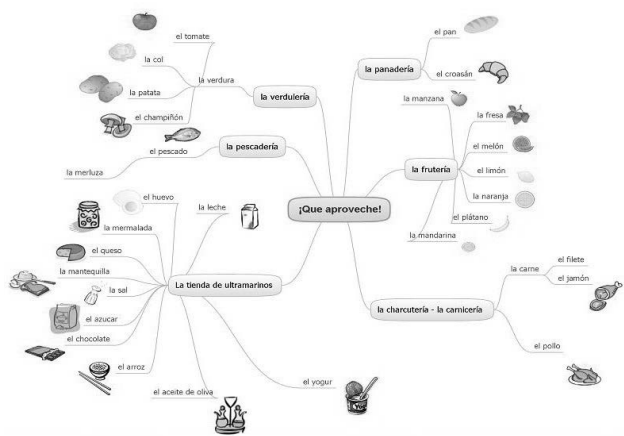 ¡Que aproveche!
la verdulería
la verdura
el tomate
la col
la patata
el champiñón
la pescadería
el pescado
la merluza
La tienda de ultramarinos
la leche
el huevo
la mermalada
el queso
la mantequilla
la sal
el azucar
el chocolate
el arroz
el aceite de oliva
el yogur
la panadería
el pan
el croasán
la frutería
la manzana
la fresa
el melón
el limón
la naranja
el plátano
la mandarina
la charcutería - la carnicería
la carne
el filete
el jamón
el pollo